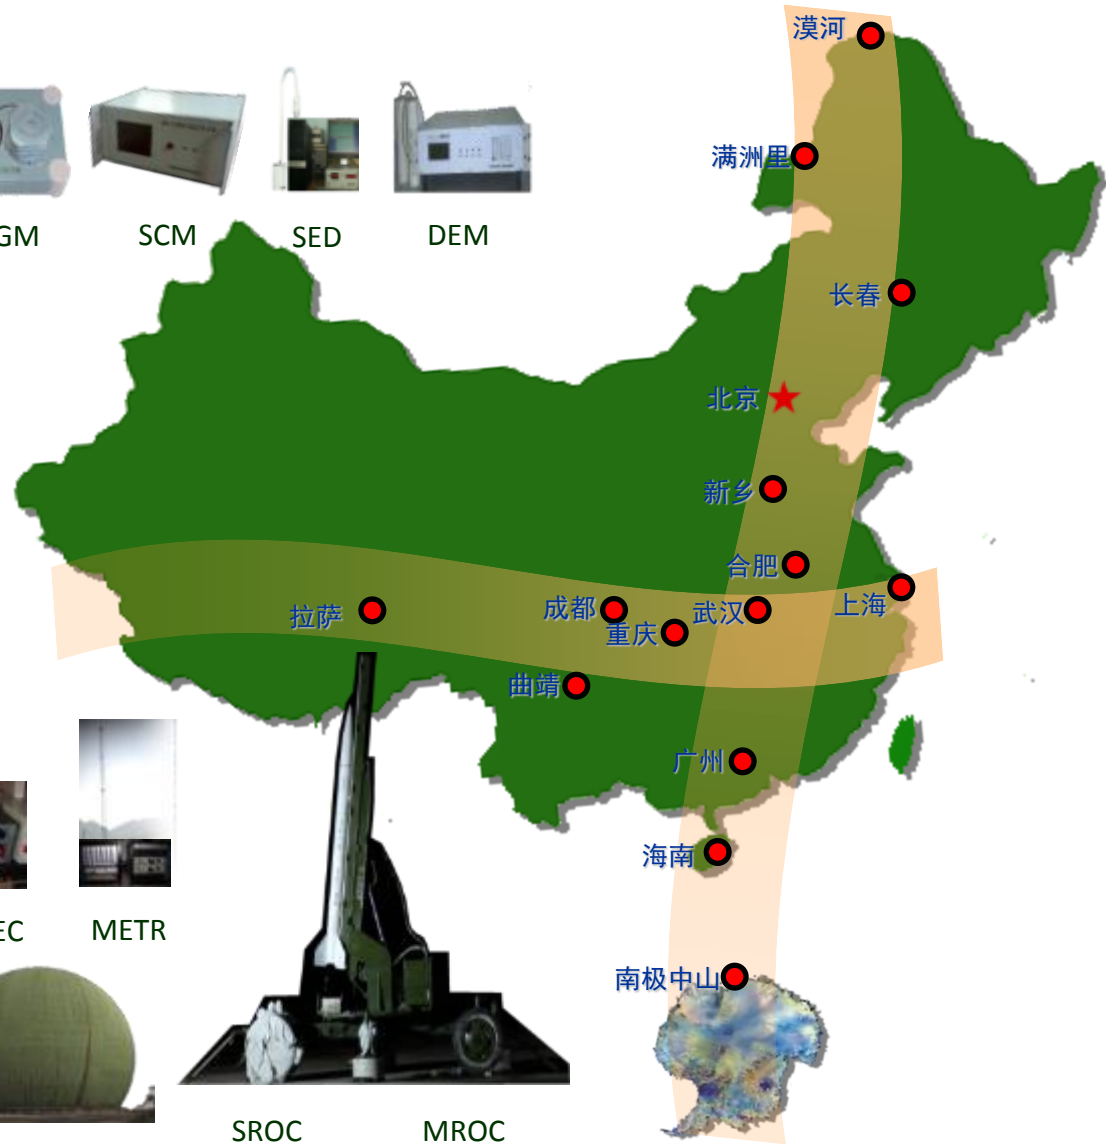 漠河
满洲里
GM
SCM
SED
DEM
长春
北京
新乡
合肥
上海
拉萨
成都
武汉
重庆
曲靖
广州
海南
EC
METR
南极中山
SROC
MROC